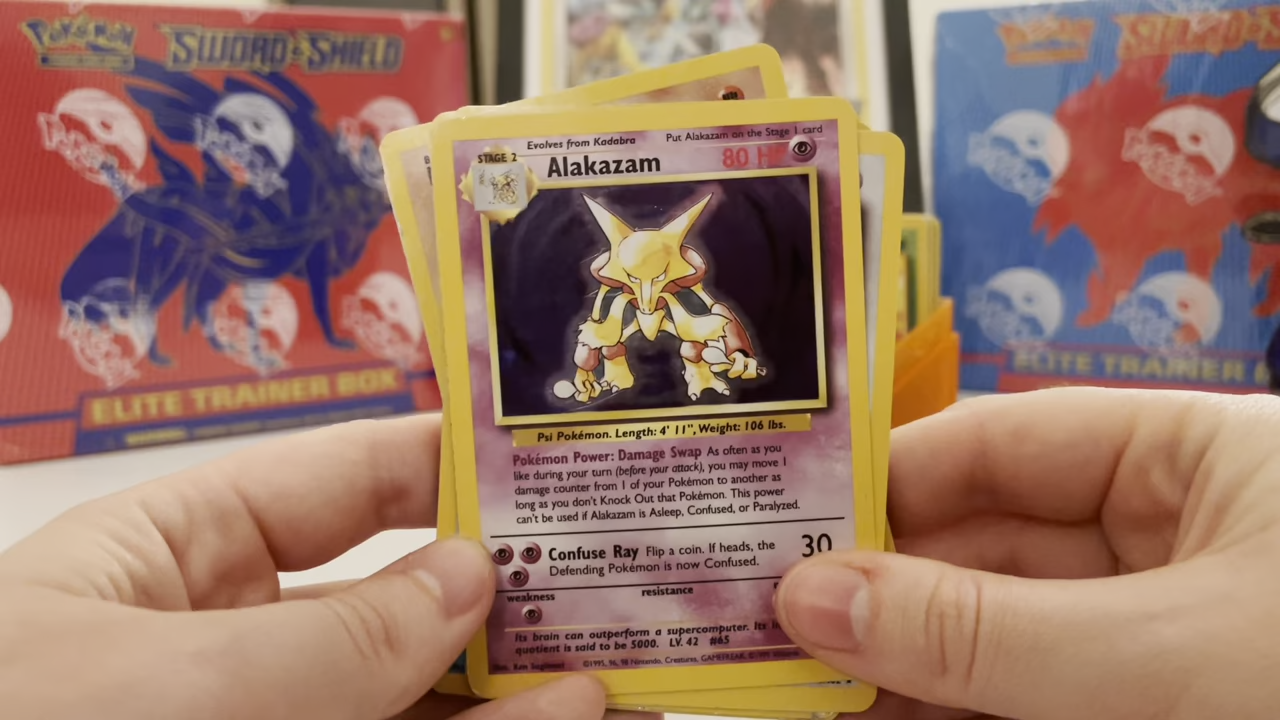 Pokémon
SWORD & SHIELD
ELITE TRAINER BOX
Evolves from Kadabra
Put Alakazam on the Stage 1 card
STAGE 2
Alakazam
80 H
Psi Pokémon. Length: 4' 11", Weight: 106 lbs.
Pokémon Power: Damage Swap As often as you
like during your turn (before your attack), you may move 1
damage counter from 1 of your Pokémon to another as
long as you don't Knock Out that Pokémon. This power
can't be used if Alakazam is Asleep, Confused, or Paralyzed.
Confuse Ray Flip a coin. If heads, the
Defending Pokémon is now Confused.
30
weakness
resistance
Its brain can outperform a supercomputer. Its
quotient is said to be 5000. LV. 42 #65
©1995, 96, 98 Nintendo, Creatures, GAMEFREAK.
ELITE TRAINER